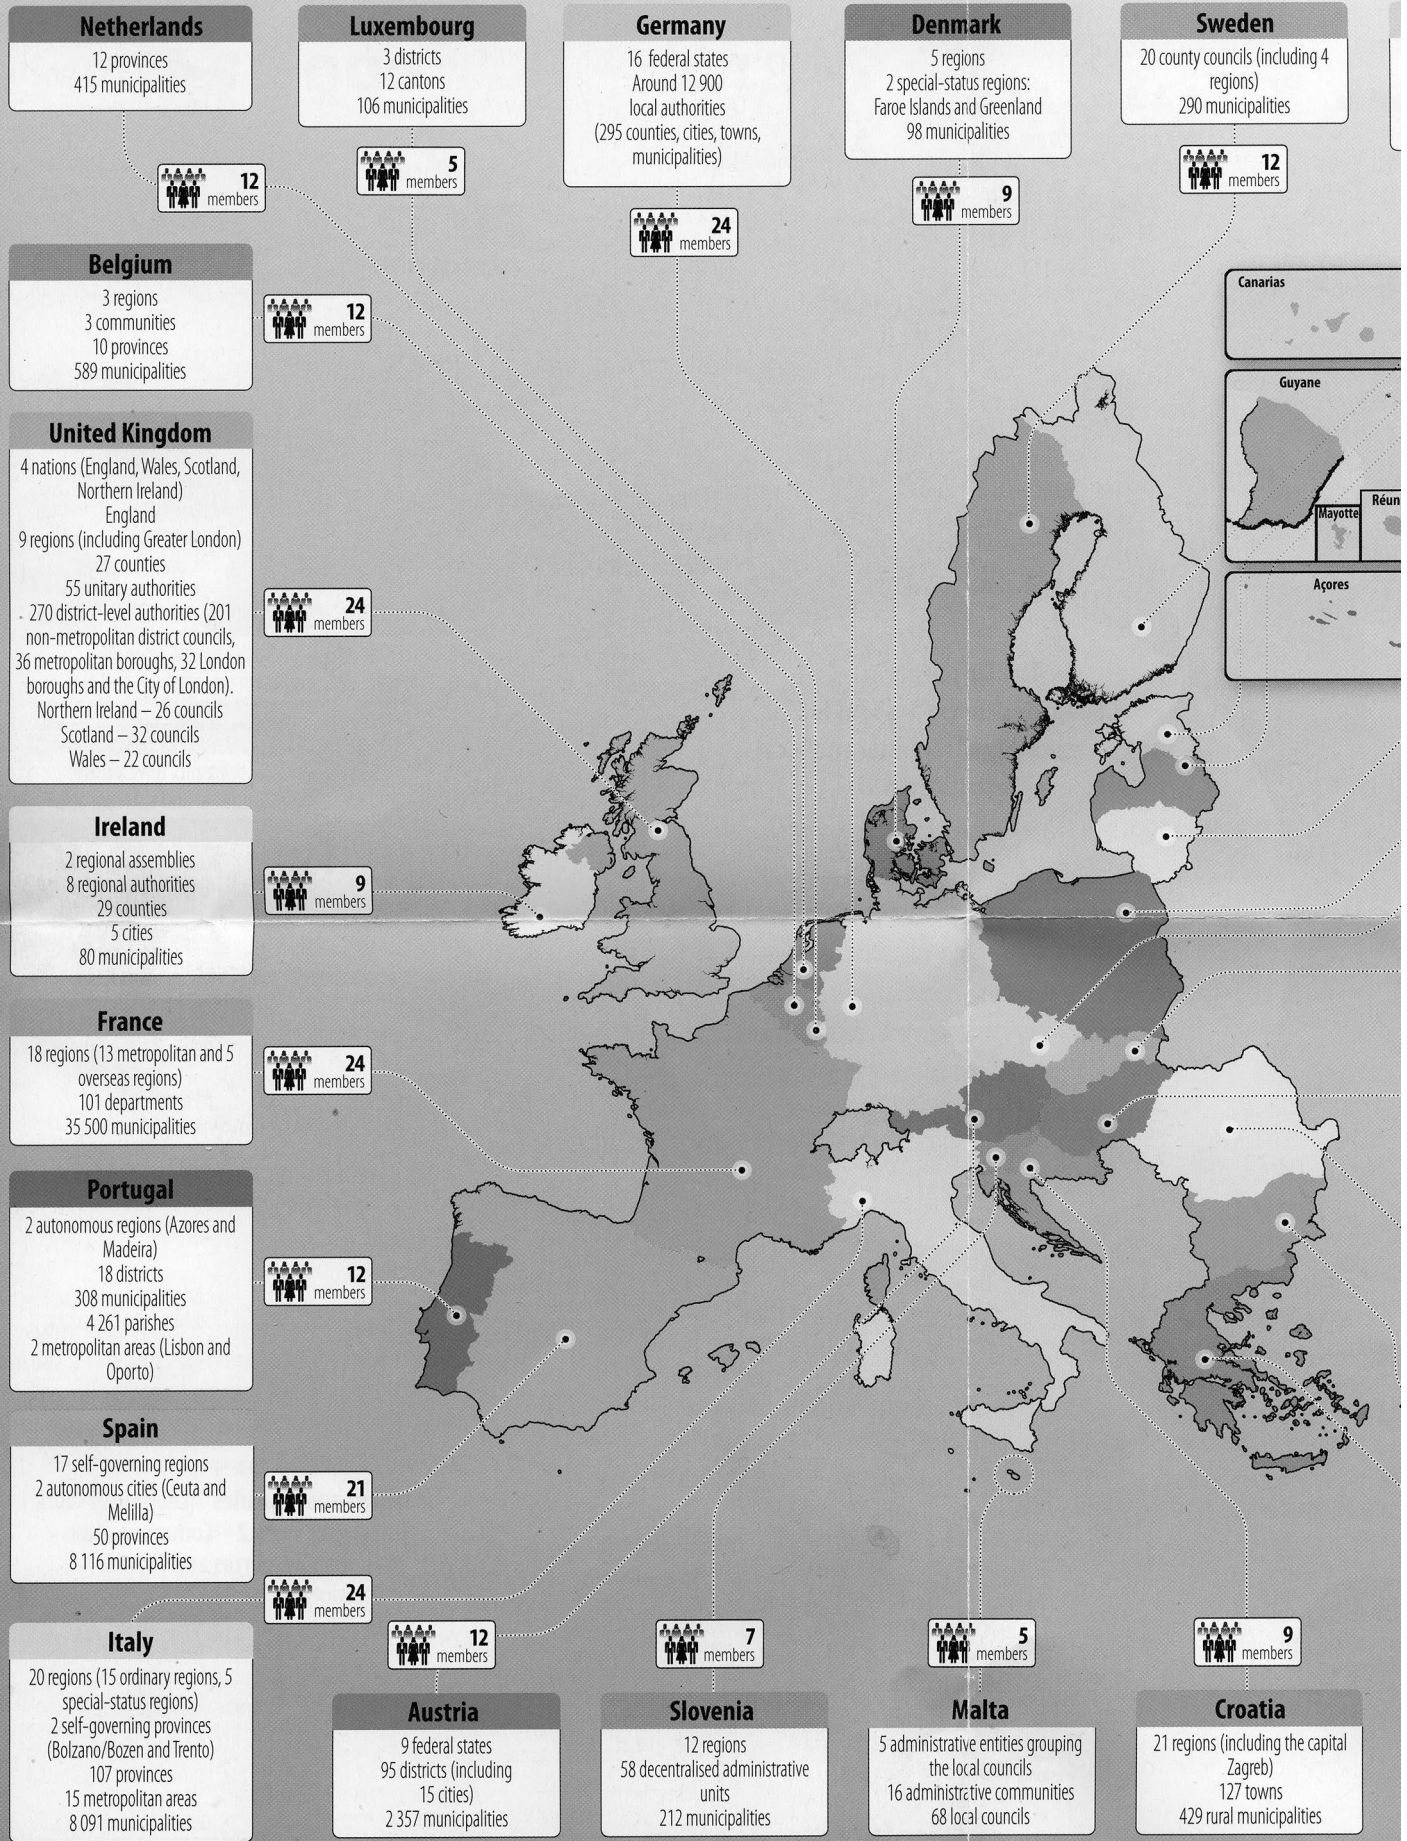 Netherlands
12 provinces
415 municipalities
12
members
Luxembourg
3 districts
12 cantons
106 municipalities
5
members
Germany
16 federal states
Around 12 900
local authorities
(295 counties, cities, towns,
municipalities)
24
members
Denmark
5 regions
2 special-status regions:
Faroe Islands and Greenland
98 municipalities
9
members
Sweden
20 county councils (including 4
regions)
290 municipalities
12
members
Belgium
3 regions
3 communities
10 provinces
589 municipalities
12
members
Canarias
Guyane
Mayotte
Réun
Açores
United Kingdom
4 nations (England, Wales, Scotland,
Northern Ireland)
England
9 regions (including Greater London)
27 counties
55 unitary authorities
270 district-level authorities (201
non-metropolitan district councils,
36 metropolitan boroughs, 32 London
boroughs and the City of London).
Northern Ireland – 26 councils
Scotland – 32 councils
Wales – 22 councils
24
members
Ireland
2 regional assemblies
8 regional authorities
29 counties
5 cities
80 municipalities
9
members
France
18 regions (13 metropolitan and 5
overseas regions)
101 departments
35 500 municipalities
24
members
Portugal
2 autonomous regions (Azores and
Madeira)
18 districts
308 municipalities
4 261 parishes
2 metropolitan areas (Lisbon and
Oporto)
12
members
Spain
17 self-governing regions
2 autonomous cities (Ceuta and
Melilla)
50 provinces
8 116 municipalities
21
members
24
members
Italy
20 regions (15 ordinary regions, 5
special-status regions)
2 self-governing provinces
(Bolzano/Bozen and Trento)
107 provinces
15 metropolitan areas
8 091 municipalities
12
members
Austria
9 federal states
95 districts (including
15 cities)
2 357 municipalities
7
members
Slovenia
12 regions
58 decentralised administrative
units
212 municipalities
5
members
Malta
5 administrative entities grouping
the local councils
16 administrative communities
68 local councils
9
members
Croatia
21 regions (including the capital
Zagreb)
127 towns
429 rural municipalities